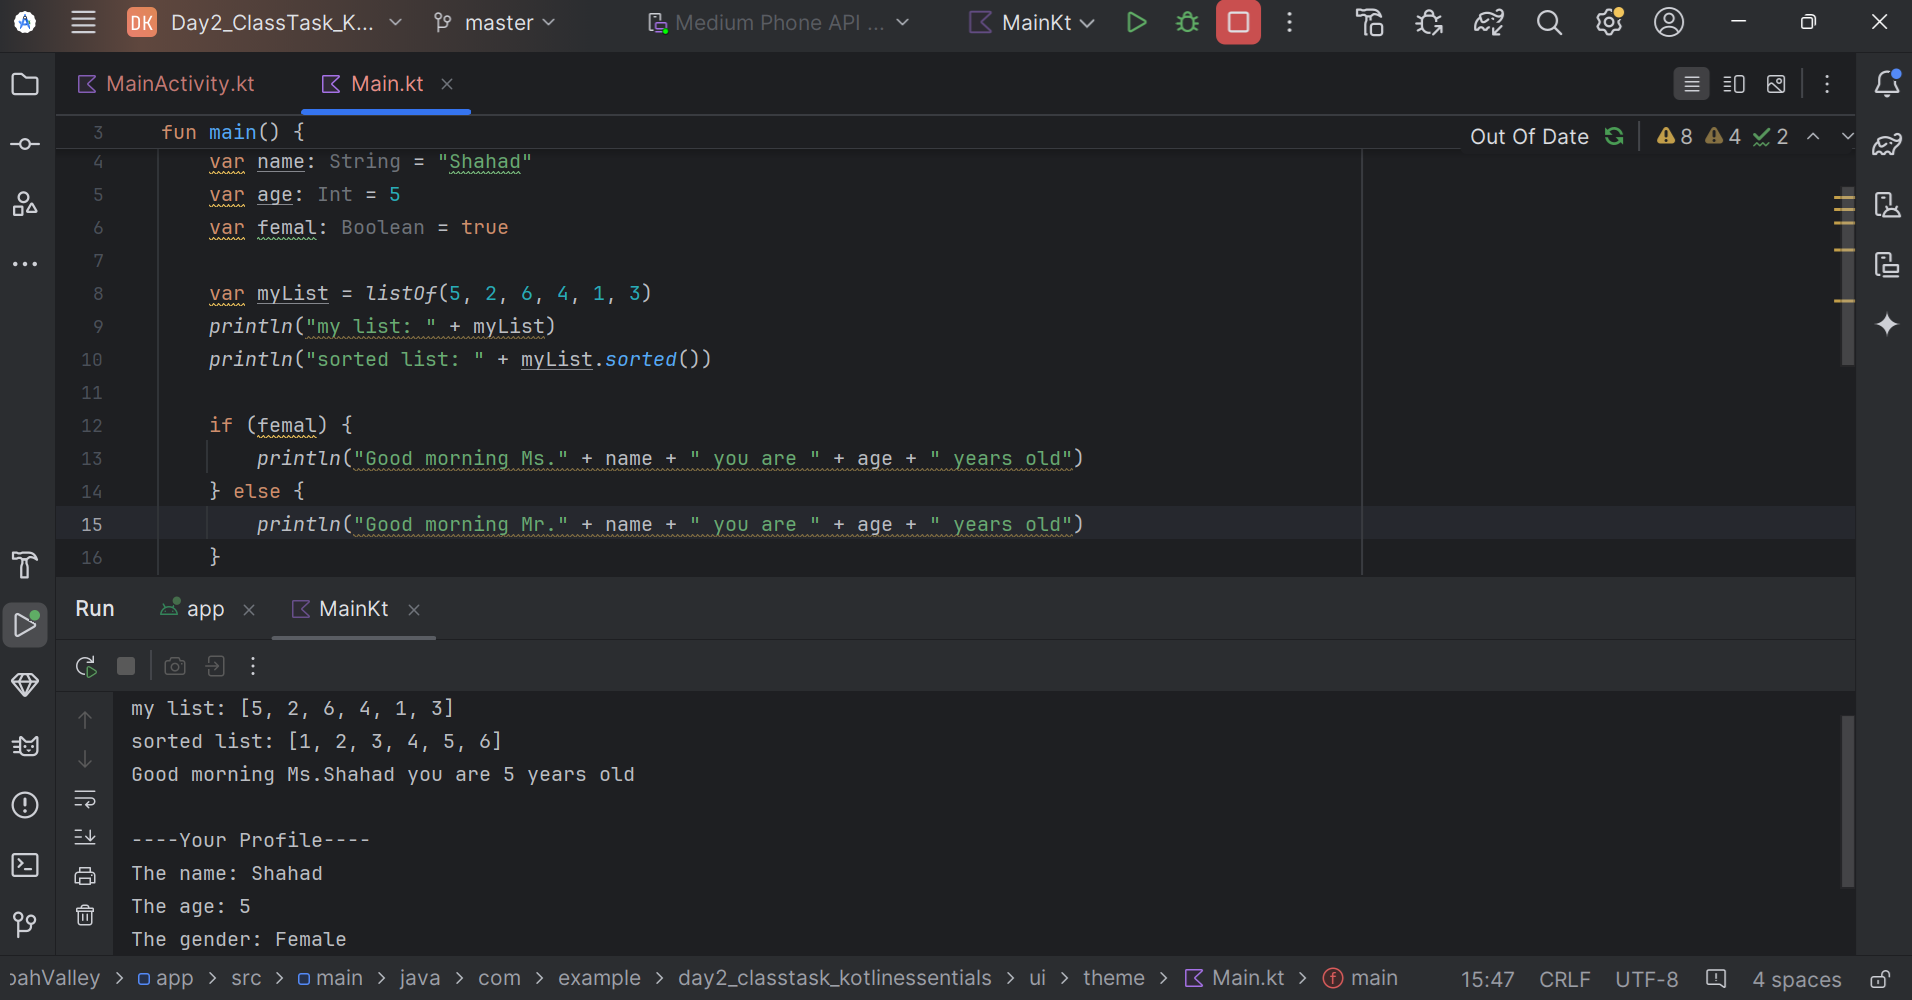 DK Day2_ClassTask_K... master Medium Phone API ... MainKt
MainActivity.kt Main.kt
Out Of Date 8 4 2
3 fun main() {
4 var name: String = "Shahad"
5 var age: Int = 5
6 var femal: Boolean = true
7
8 var myList = listOf(5, 2, 6, 4, 1, 3)
9 println("my list: " + myList)
10 println("sorted list: " + myList.sorted())
11
12 if (femal) {
13 println("Good morning Ms." + name + " you are " + age + " years old")
14 } else {
15 println("Good morning Mr." + name + " you are " + age + " years old")
16 }
Run app MainKt
my list: [5, 2, 6, 4, 1, 3]
sorted list: [1, 2, 3, 4, 5, 6]
Good morning Ms.Shahad you are 5 years old
----Your Profile----
The name: Shahad
The age: 5
The gender: Female
ahValley > app > src > main > java > com > example > day2_classtask_kotlinessentials > ui > theme > Main.kt > main 15:47 CRLF UTF-8 4 spaces